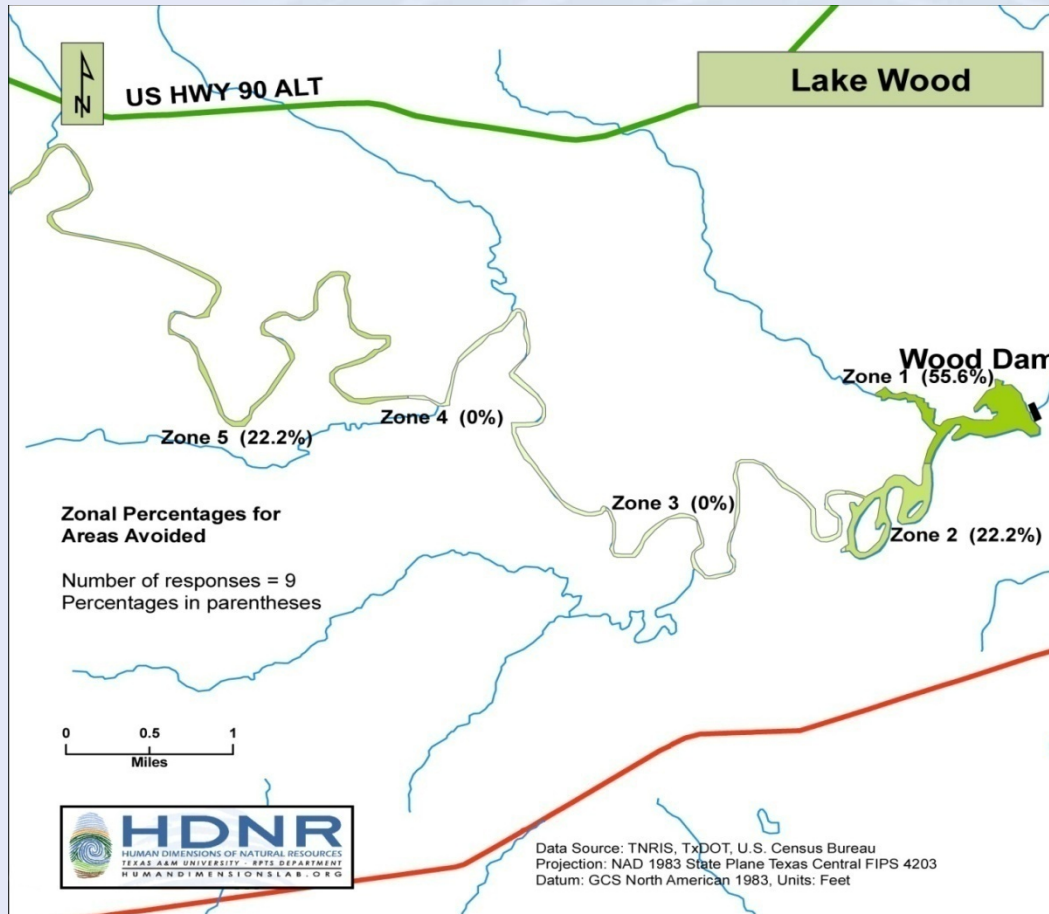 N
US HWY 90 ALT
Lake Wood
Wood Dam
Zone 1 (55.6%)
Zone 4 (0%)
Zone 5 (22.2%)
Zone 3 (0%)
Zone 2 (22.2%)
Zonal Percentages for
Areas Avoided
Number of responses = 9
Percentages in parentheses
0 0.5 1
Miles
HDNR
HUMAN DIMENSIONS OF NATURAL RESOURCES
TEXAS A&M UNIVERSITY - RPTS DEPARTMENT
HUMANDIMENSIONSLAB.ORG
Data Source: TNRIS, TxDOT, U.S. Census Bureau
Projection: NAD 1983 State Plane Texas Central FIPS 4203
Datum: GCS North American 1983, Units: Feet